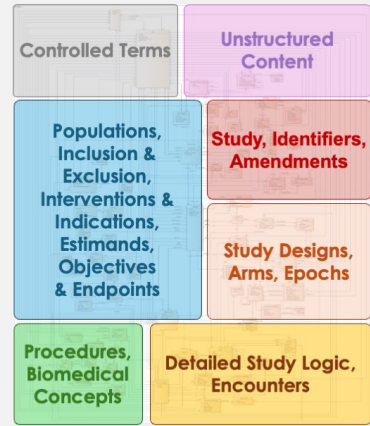 Controlled Terms
Unstructured
Content
Populations,
Inclusion &
Exclusion,
Interventions &
Indications,
Estimands,
Objectives
& Endpoints
Study, Identifiers,
Amendments
Study Designs,
Arms, Epochs
Procedures,
Biomedical
Concepts
Detailed Study Logic,
Encounters